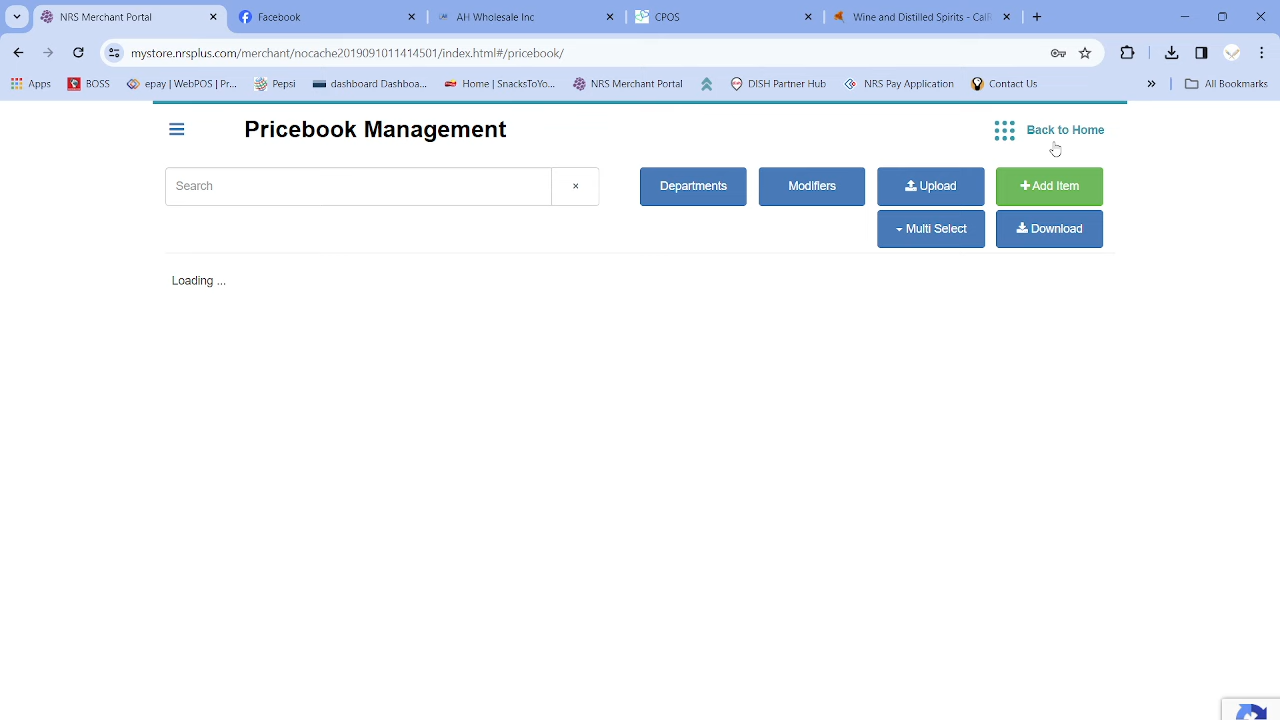 NRS Merchant Portal
Facebook
AH Wholesale Inc
CPOS
Wine and Distilled Spirits - CalR
mystore.nrsplus.com/merchant/nocache2019091011414501/index.html#/pricebook/
Apps
BOSS
epay | WebPOS | Pr...
Pepsi
dashboard Dashboa...
Home | SnacksToYo...
NRS Merchant Portal
DISH Partner Hub
NRS Pay Application
Contact Us
All Bookmarks
Pricebook Management
Back to Home
Search
Departments
Modifiers
Upload
+Add Item
Multi Select
Download
Loading ...